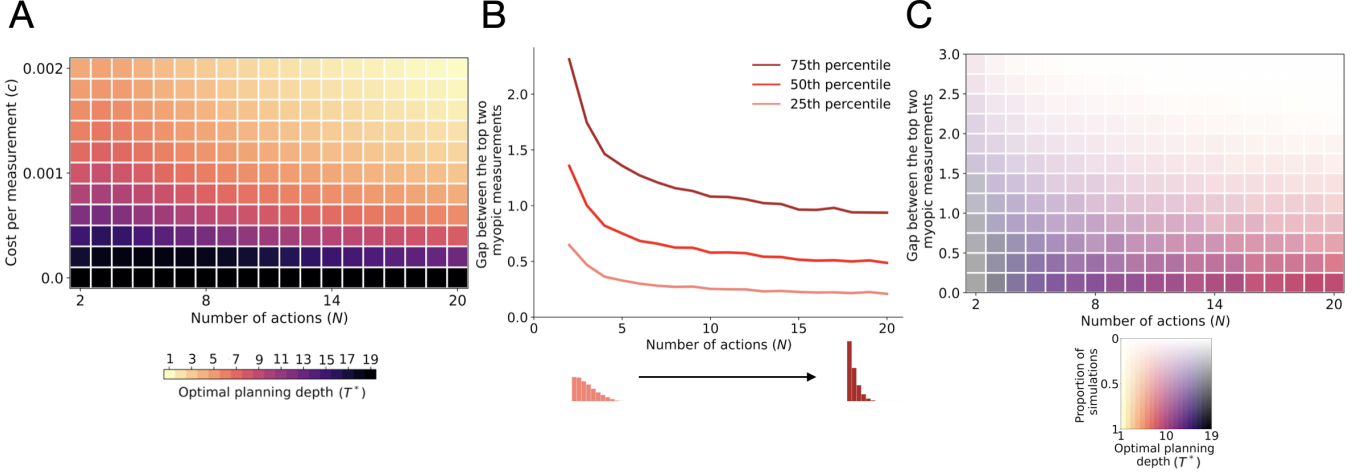 A
B
C
Cost per measurement (c)
0.002
0.001
0.0
2
8
14
20
Number of actions (N)
1 3 5 7 9 11 13 15 17 19
Optimal planning depth (T*)
Gap between the top two
myopic measurements
2.0
1.5
1.0
0.5
0.0
75th percentile
50th percentile
25th percentile
0
5
10
15
20
Number of actions (N)
Gap between the top two
myopic measurements
3.0
2.5
2.0
1.5
1.0
0.5
0.0
2
8
14
20
Number of actions (N)
Proportion of
simulations
0
0.5
1
1
10
19
Optimal planning
depth (T*)